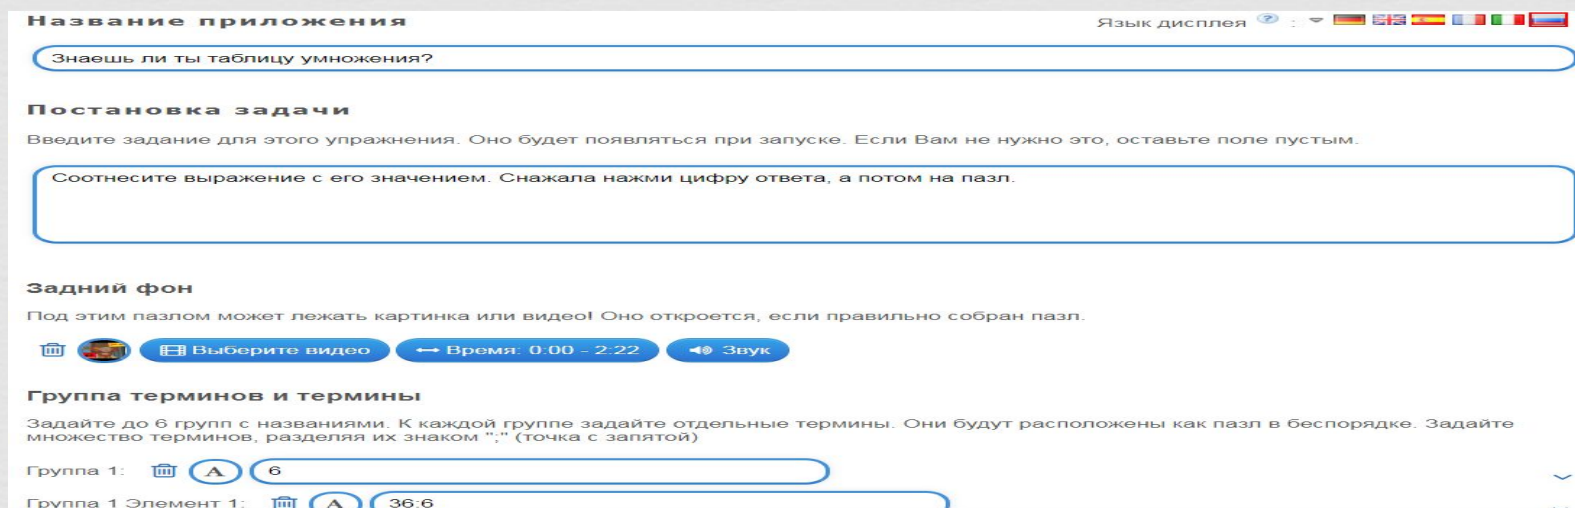 Название приложения
Язык дисплея ? :
Знаешь ли ты таблицу умножения?
Постановка задачи
Введите задание для этого упражнения. Оно будет появляться при запуске. Если Вам не нужно это, оставьте поле пустым.
Соотнесите выражение с его значением. Снажала нажми цифру ответа, а потом на пазл.
Задний фон
Под этим пазлом может лежать картинка или видео! Оно откроется, если правильно собран пазл.
Выберите видео Время: 0:00 - 2:22 Звук
Группа терминов и термины
Задайте до 6 групп с названиями. К каждой группе задайте отдельные термины. Они будут расположены как пазл в беспорядке. Задайте
множество терминов, разделяя их знаком ";" (точка с запятой)
Группа 1: A 6
Группа 1 Элемент 1: A 36:6